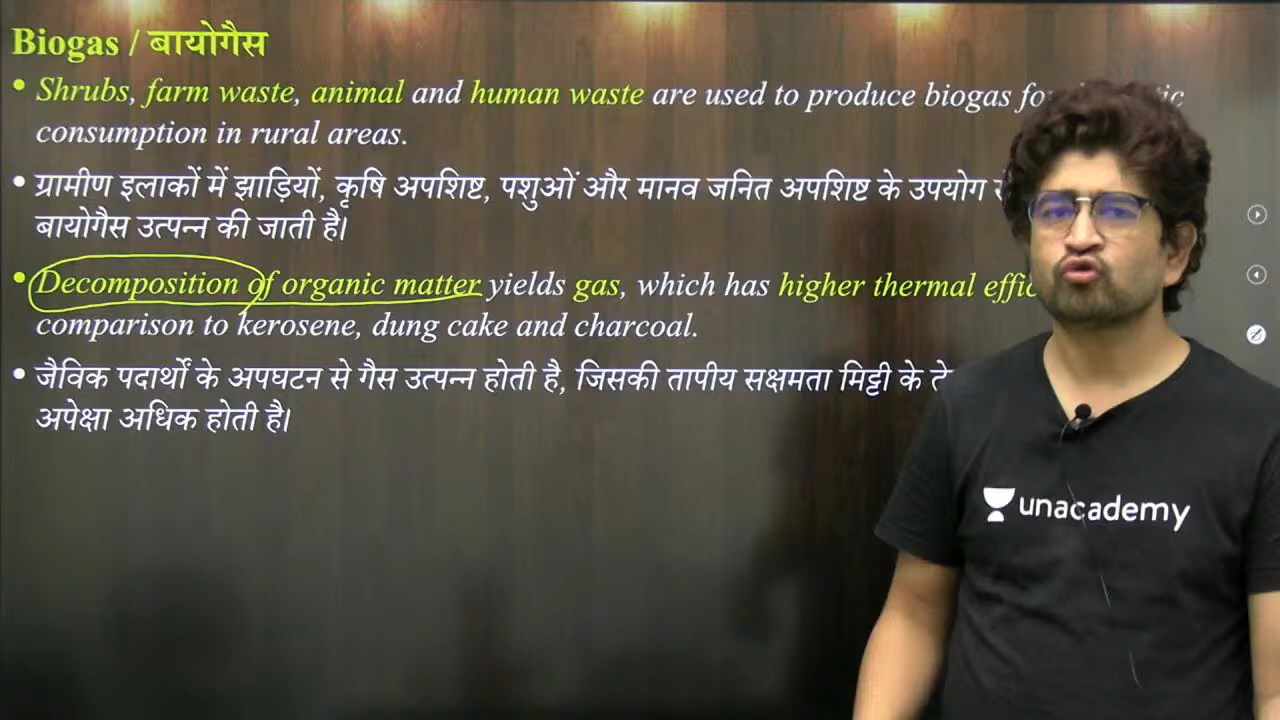 Biogas / बायोगैस
• Shrubs, farm waste, animal and human waste are used to produce biogas
consumption in rural areas.
• ग्रामीण इलाकों में झाड़ियों, कृषि अपशिष्ट, पशुओं और मानव जनित अपशिष्ट के उपयोग
बायोगैस उत्पन्न की जाती है।
• Decomposition of organic matter yields gas, which has higher thermal
comparison to kerosene, dung cake and charcoal.
• जैविक पदार्थों के अपघटन से गैस उत्पन्न होती है, जिसकी तापीय सक्षमता मिट्टी के
अपेक्षा अधिक होती है।
unacademy